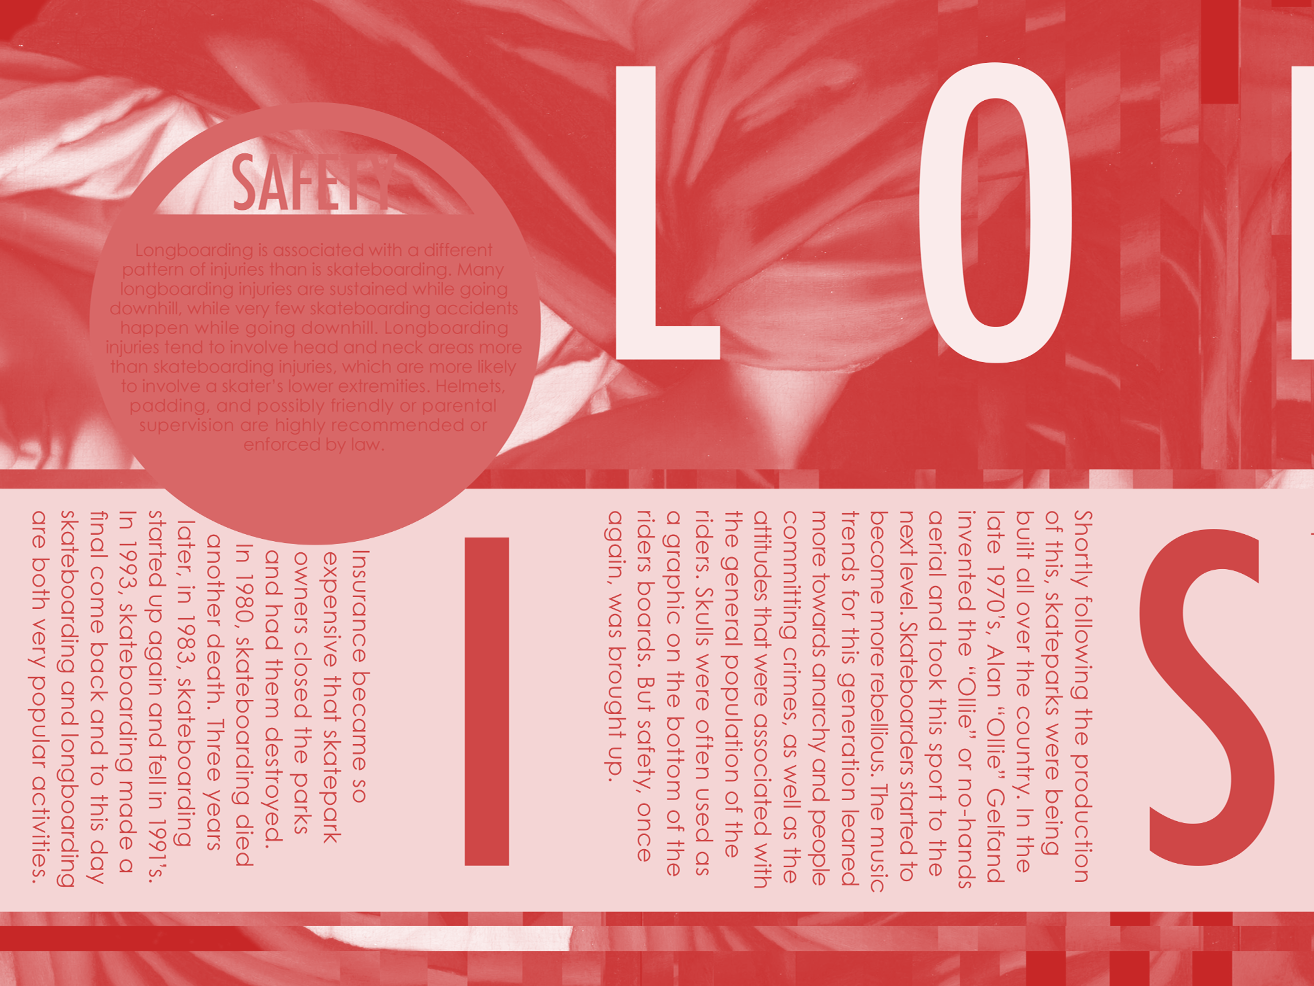 L O
SAFETY
Longboarding is associated with a different
pattern of injuries than is skateboarding. Many
longboarding injuries are sustained while going
downhill, while very few skateboarding accidents
happen while going downhill. Longboarding
injuries tend to involve head and neck areas more
than skateboarding injuries, which are more likely
to involve a skater's lower extremities. Helmets,
padding, and possibly friendly or parental
supervision are highly recommended or
enforced by law.
I S
Shortly following the production
of this, skateparks were being
built all over the country. In the
late 1970's, Alan “Ollie” Gelfand
invented the “Ollie” or no-hands
aerial and took this sport to the
next level. Skateboarders started to
become more rebellious. The music
trends for this generation leaned
more towards anarchy and people
committing crimes, as well as the
attitudes that were associated with
the general population of the
riders. Skulls were often used as
a graphic on the bottom of the
riders boards. But safety, once
again, was brought up.
Insurance became so
expensive that skatepark
owners closed the parks
and had them destroyed.
In 1980, skateboarding died
another death. Three years
later, in 1983, skateboarding
started up again and fell in 1991's.
In 1993, skateboarding made a
final come back and to this day
skateboarding and longboarding
are both very popular activities.